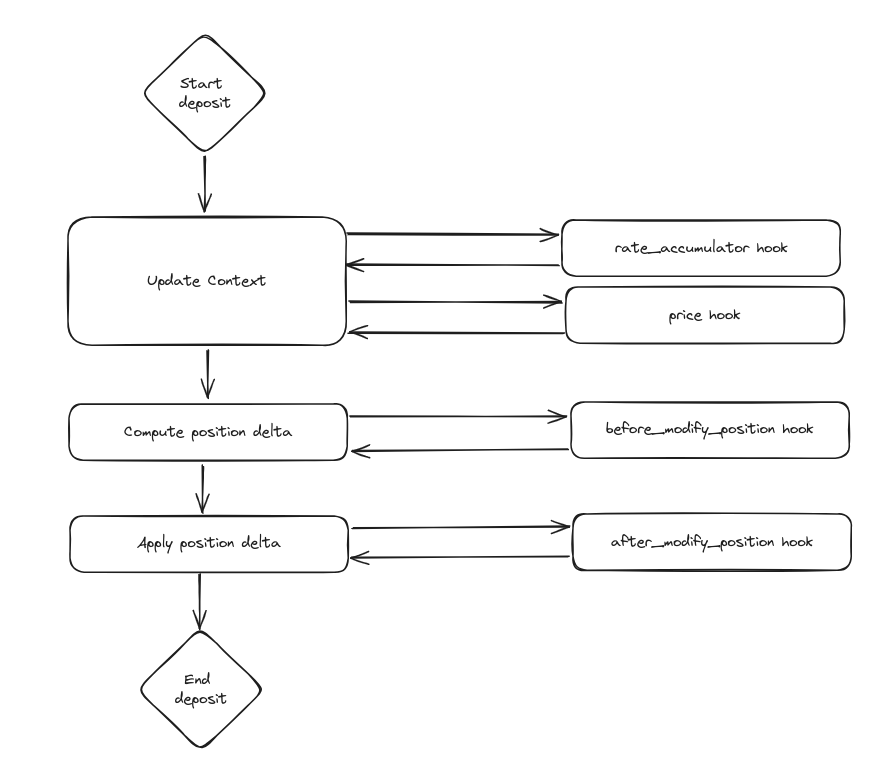 Start
deposit
rate_accumulator hook
Update Context
price hook
Compute position delta
before_modify_position hook
Apply position delta
after_modify_position hook
End
deposit